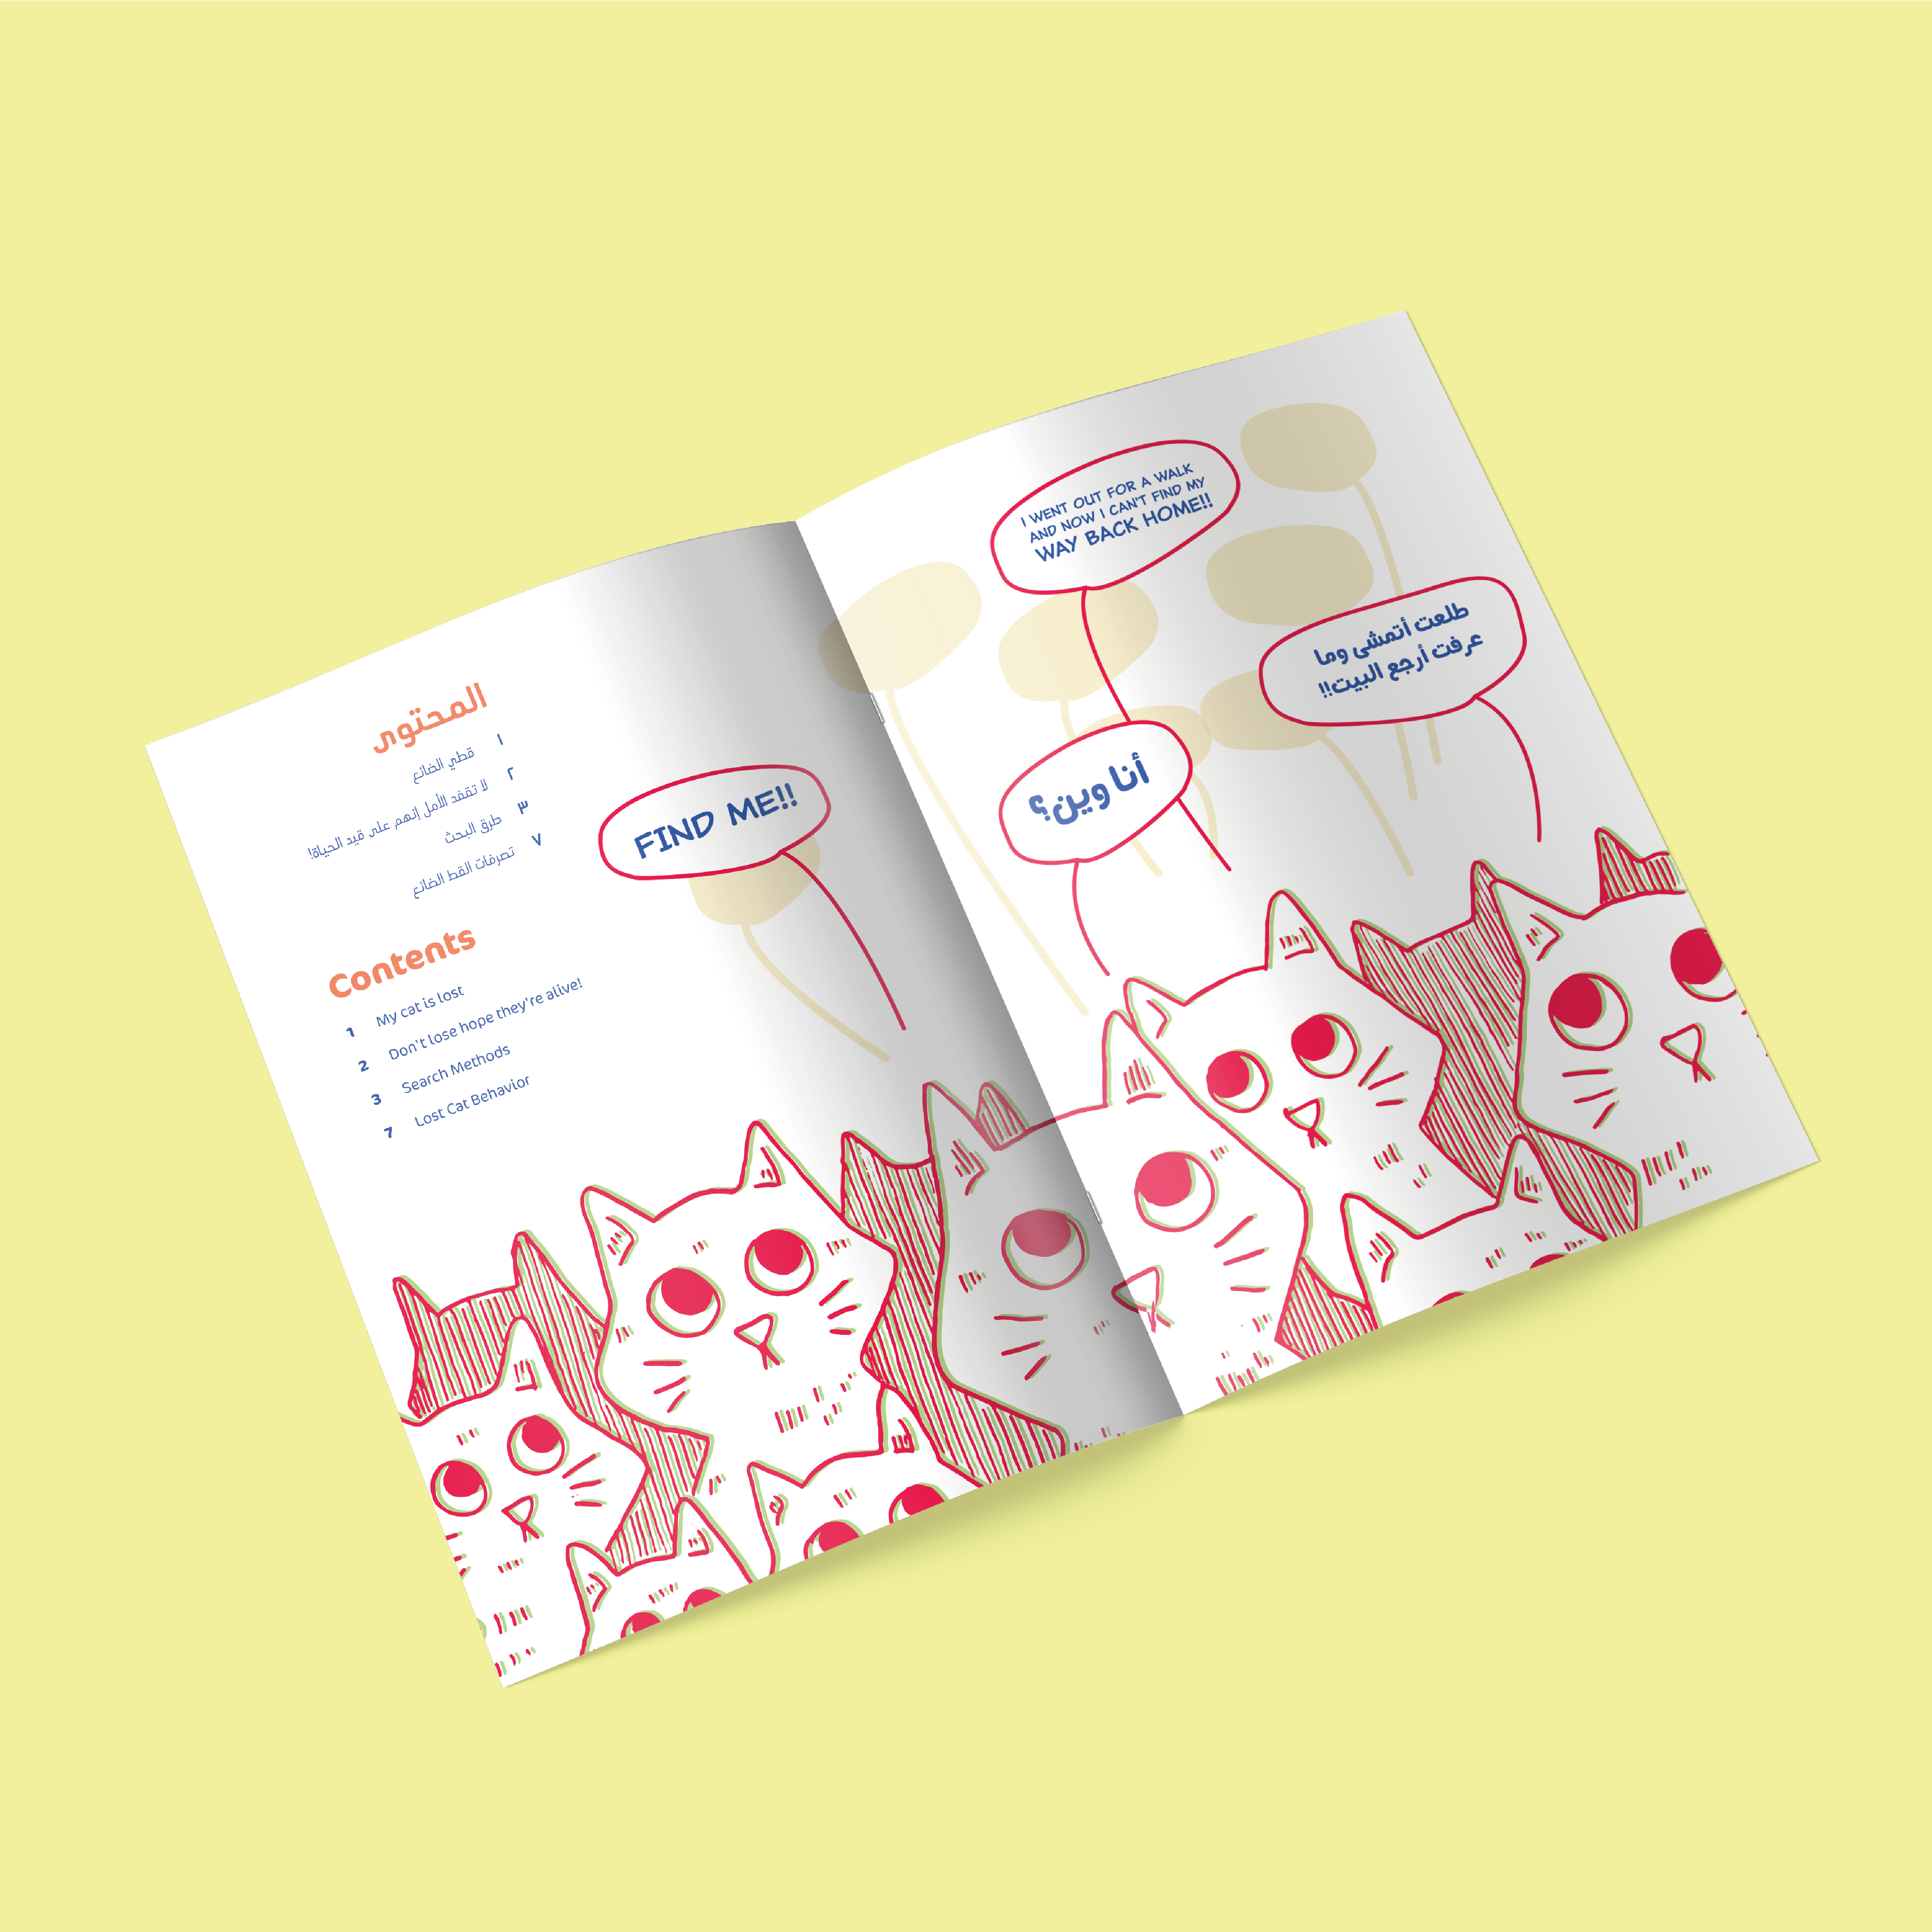 المحتوى
١ قطي الضائع
٢ لا تفقد الأمل إنهم على قيد الحياة!
٣ طرق البحث
٧ تصرفات القط الضائع
Contents
1 My cat is lost
2 Don't lose hope they're alive!
3 Search Methods
7 Lost Cat Behavior
FIND ME!!
I WENT OUT FOR A WALK
AND NOW I CAN'T FIND MY
WAY BACK HOME!!
طلعت أتمشى وما
عرفت أرجع البيت!!
أنا وين؟